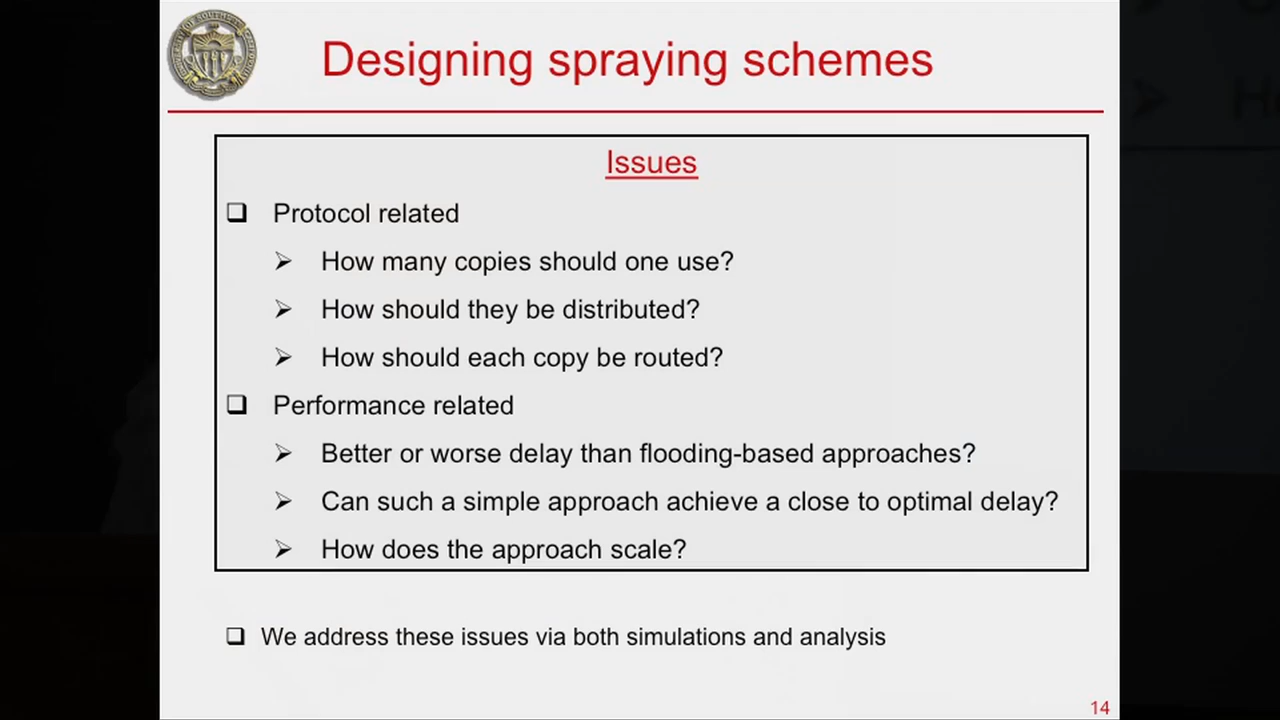 Designing spraying schemes
Issues
Protocol related
How many copies should one use?
How should they be distributed?
How should each copy be routed?
Performance related
Better or worse delay than flooding-based approaches?
Can such a simple approach achieve a close to optimal delay?
How does the approach scale?
We address these issues via both simulations and analysis
14